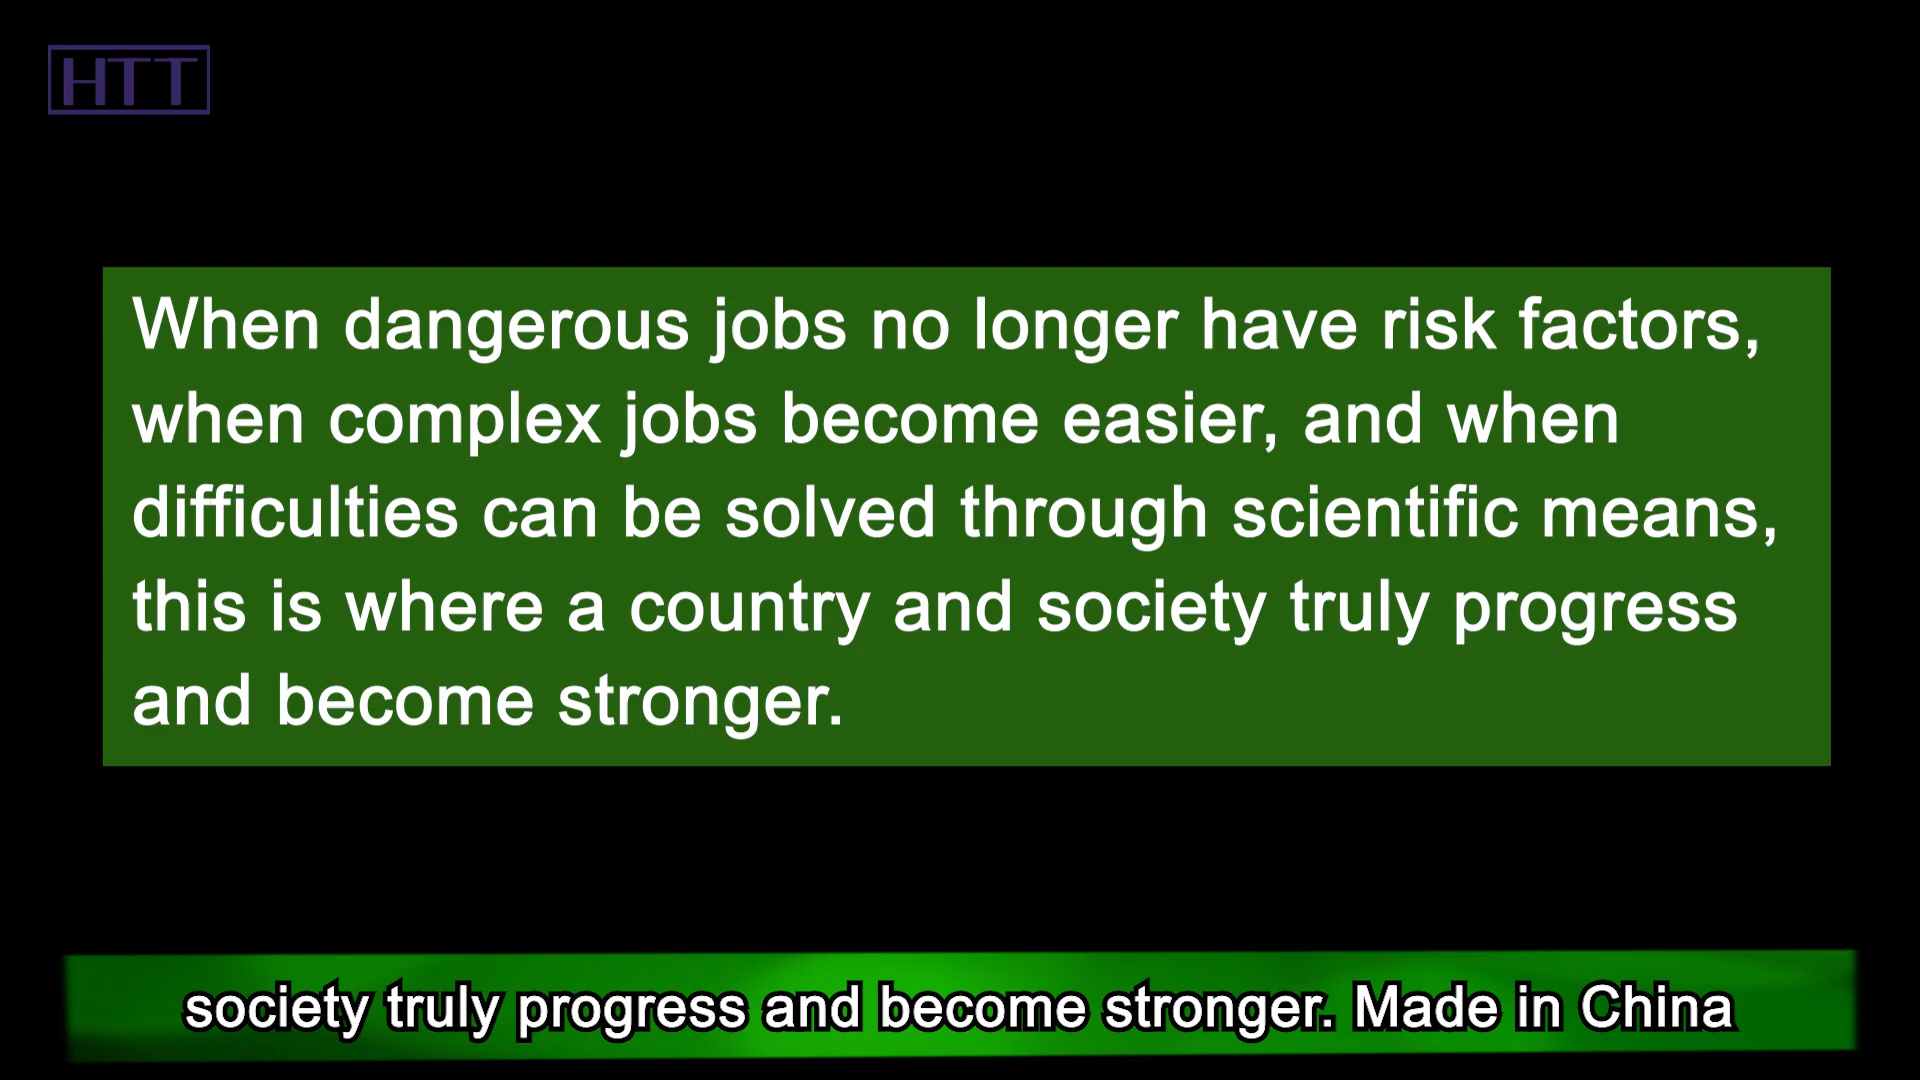 HTT
When dangerous jobs no longer have risk factors,
when complex jobs become easier, and when
difficulties can be solved through scientific means,
this is where a country and society truly progress
and become stronger.
society truly progress and become stronger. Made in China